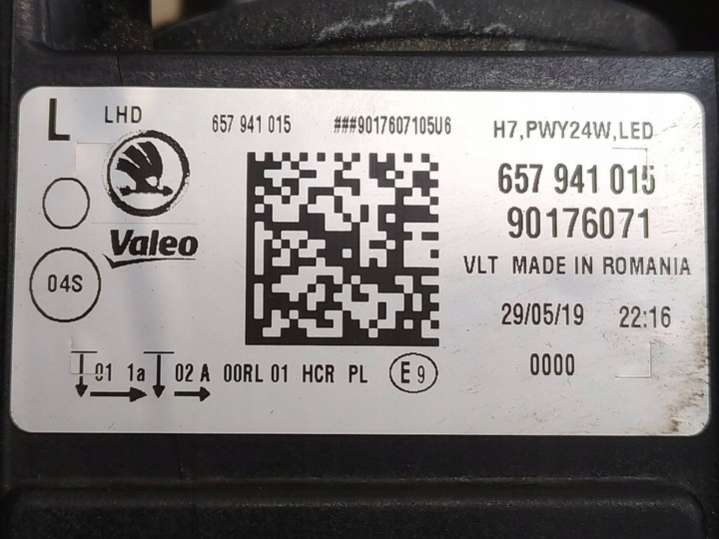 L LHD 657 941 015 ###9017607105U6 H7,PWY24W,LED
657 941 015
Valeo 90176071
04S VLT MADE IN ROMANIA
29/05/19 22:16
01 1a 02 A 00RL 01 HCR PL E9 0000